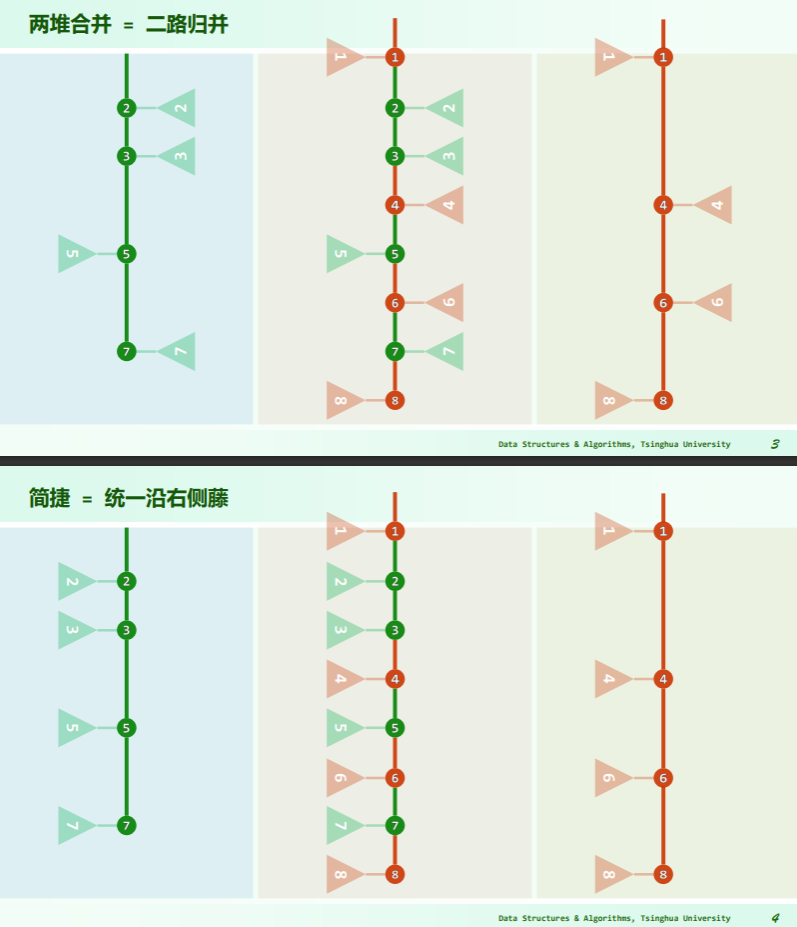 两堆合并 = 二路归并
1 1 1 1
2 2 2 2
3 3 3 3
4 4 4 4
5 5 5 5
6 6 6 6
7 7 7 7
8 8 8 8
Data Structures & Algorithms, Tsinghua University 3
简捷 = 统一沿右侧藤
1 1 1 1
2 2 2 2
3 3 3 3
4 4 4 4
5 5 5 5
6 6 6 6
7 7 7 7
8 8 8 8
Data Structures & Algorithms, Tsinghua University 4